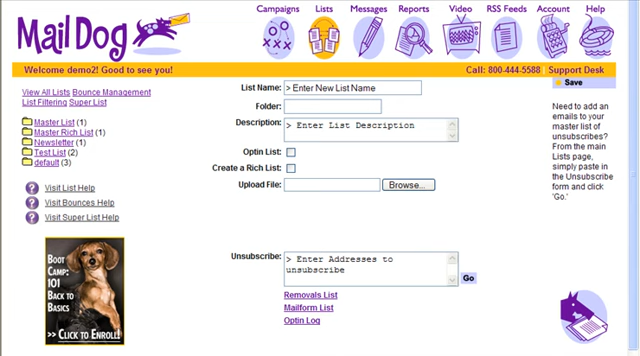 Mail Dog
Campaigns Lists Messages Reports Video RSS Feeds Account Help
Welcome demo2! Good to see you!
Call: 800-444-5588 | Support Desk
View All Lists Bounce Management
List Filtering Super List
Master List (1)
Master Rich List (1)
Newsletter (1)
Test List (2)
default (3)
? Visit List Help
? Visit Bounces Help
? Visit Super List Help
BOOT
CAMP:
101
BACK TO
BASICS
>> CLICK TO ENROLL!
List Name: > Enter New List Name
Folder:
Description: > Enter List Description
Optin List:
Create a Rich List:
Upload File: Browse...
Unsubscribe: > Enter Addresses to
unsubscribe
Go
Removals List
Mailform List
Optin Log
Save
Need to add an
emails to your
master list of
unsubscribes?
From the main
Lists page,
simply paste in
the Unsubscribe
form and click
'Go.'